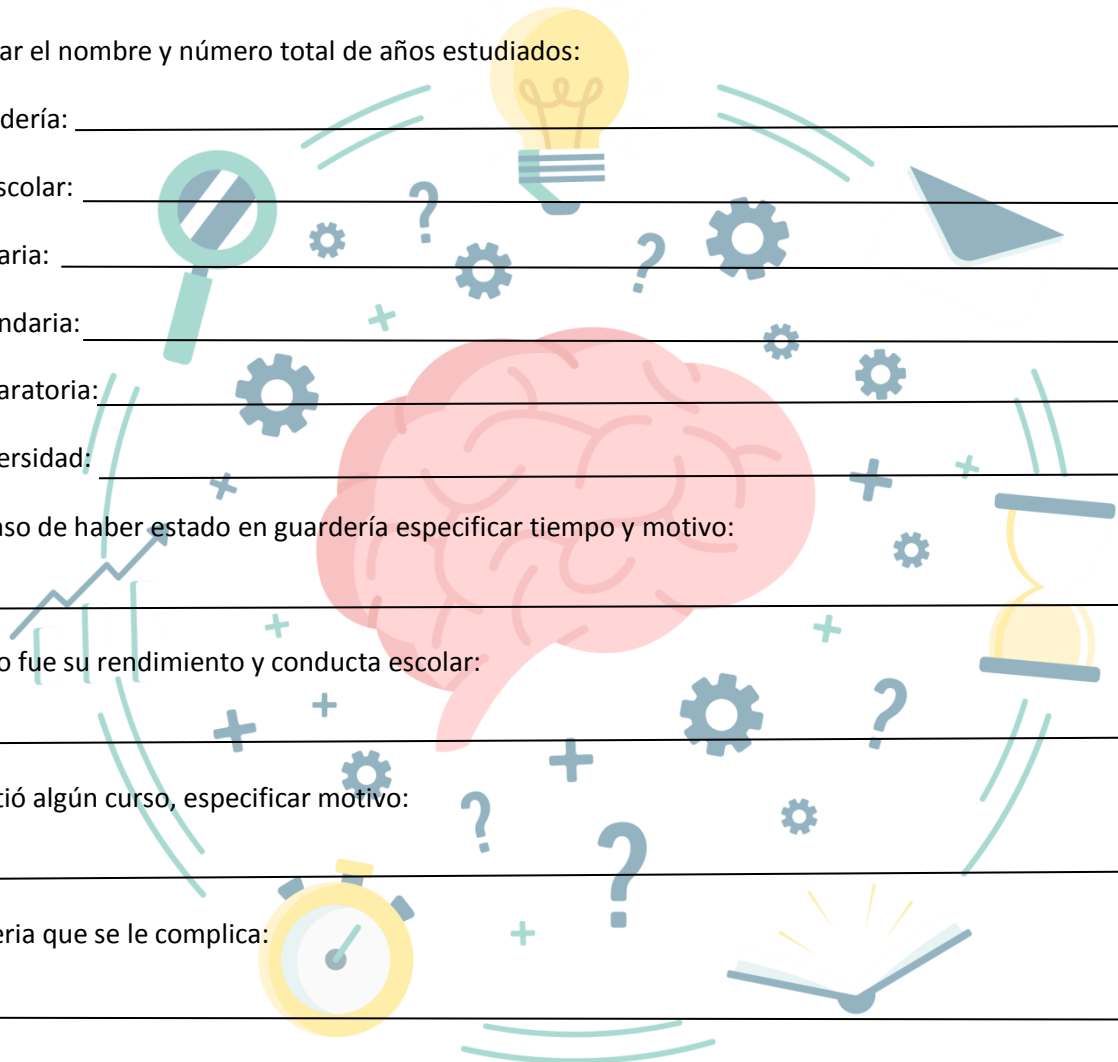 ar el nombre y número total de años estudiados:
dería:
scolar:
aria:
ndaria:
aratoria:
ersidad:
aso de haber estado en guardería especificar tiempo y motivo:
o fue su rendimiento y conducta escolar:
tió algún curso, especificar motivo:
eria que se le complica: